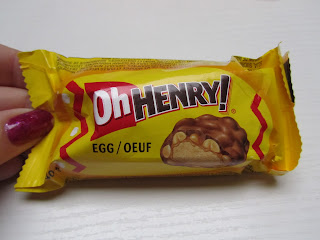 Oh HENRY!
EGG / OEUF